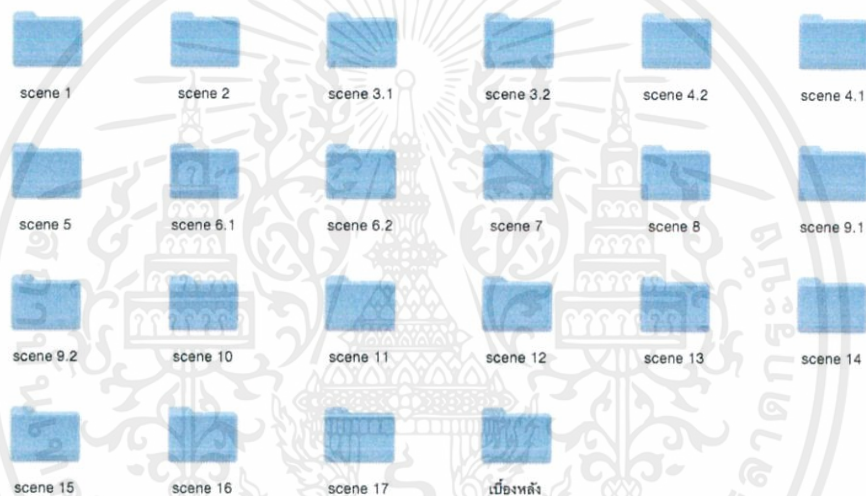 scene 1
scene 2
scene 3.1
scene 3.2
scene 4.2
scene 4.1
scene 5
scene 6.1
scene 6.2
scene 7
scene 8
scene 9.1
scene 9.2
scene 10
scene 11
scene 12
scene 13
scene 14
scene 15
scene 16
scene 17
เบื้องหลัง